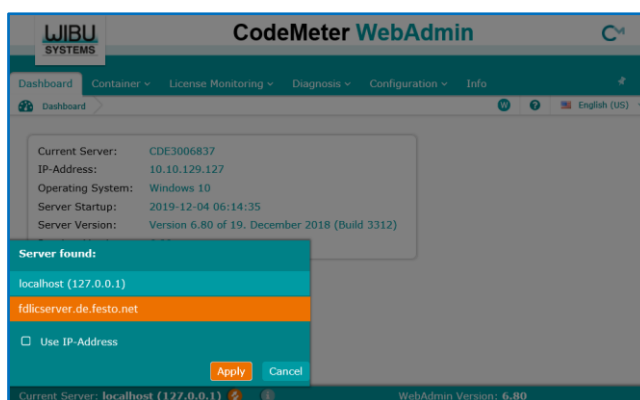 WIBU
SYSTEMS
CodeMeter WebAdmin
Dashboard Container License Monitoring Diagnosis Configuration Info
Dashboard
W ? English (US)
Current Server: CDE3006837
IP-Address: 10.10.129.127
Operating System: Windows 10
Server Startup: 2019-12-04 06:14:35
Server Version: Version 6.80 of 19. December 2018 (Build 3312)
Server found:
localhost (127.0.0.1)
fdlicserver.de.festo.net
Use IP-Address
Apply Cancel
Current Server: localhost (127.0.0.1) WebAdmin Version: 6.80